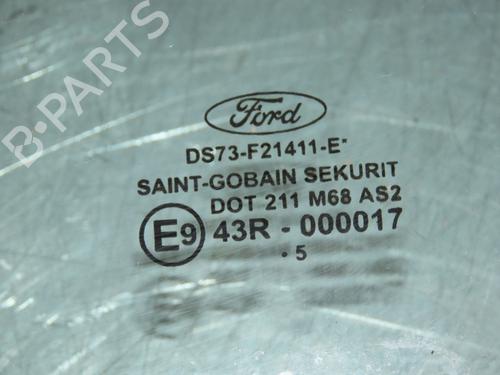 B-PARTS
Ford
DS73-F21411-E*
SAINT-GOBAIN SEKURIT
DOT 211 M68 AS2
E9 43R - 000017
. 5